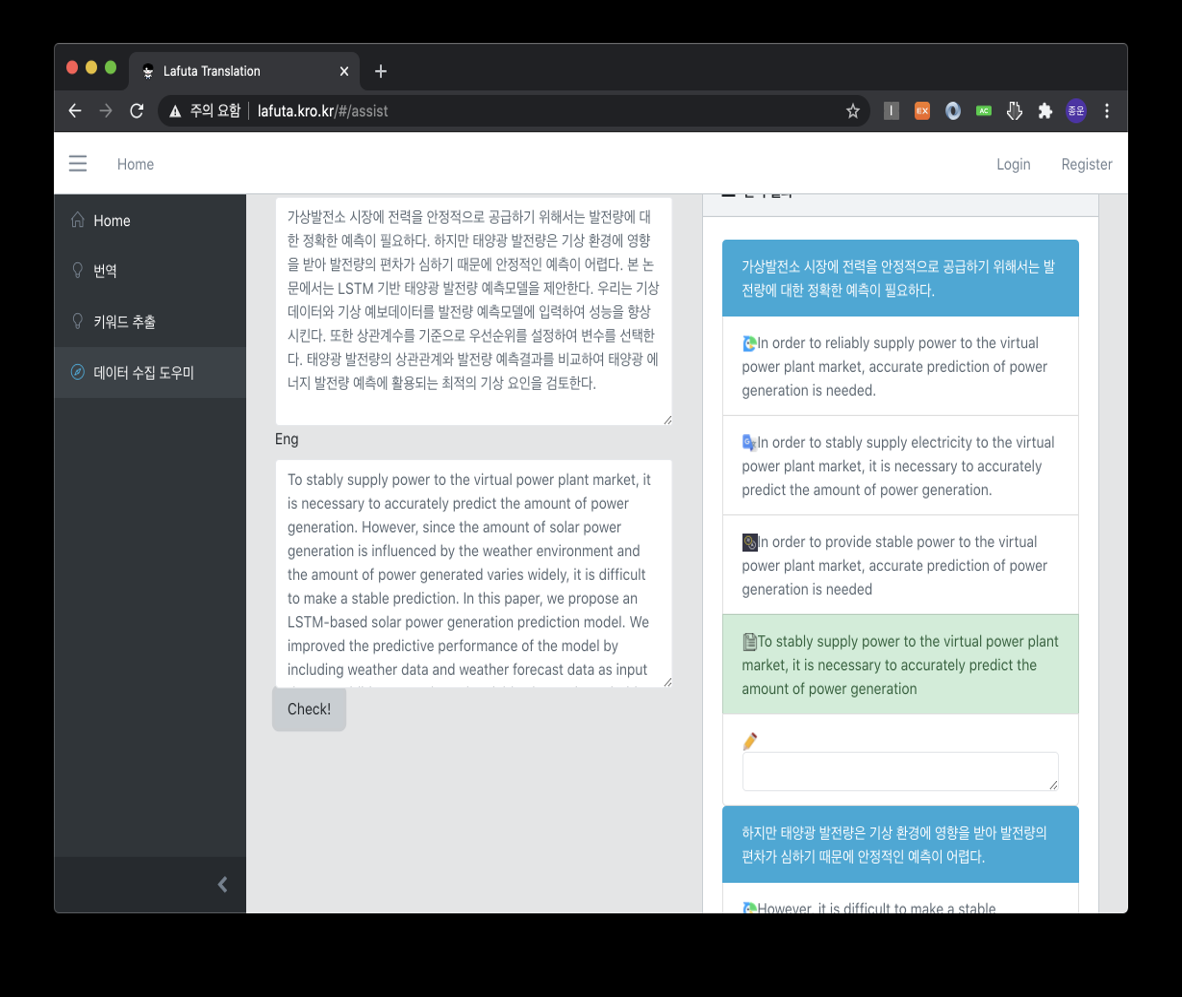 Lafuta Translation
주의 요함
lafuta.kro.kr/#/assist
EX
AC
종운
Home
Login
Register
Home
번역
키워드 추출
데이터 수집 도우미
가상발전소 시장에 전력을 안정적으로 공급하기 위해서는 발전량에 대
한 정확한 예측이 필요하다. 하지만 태양광 발전량은 기상 환경에 영향
을 받아 발전량의 편차가 심하기 때문에 안정적인 예측이 어렵다. 본 논
문에서는 LSTM 기반 태양광 발전량 예측모델을 제안한다. 우리는 기상
데이터와 기상 예보데이터를 발전량 예측모델에 입력하여 성능을 향상
시킨다. 또한 상관계수를 기준으로 우선순위를 설정하여 변수를 선택한
다. 태양광 발전량의 상관관계와 발전량 예측결과를 비교하여 태양광 에
너지 발전량 예측에 활용되는 최적의 기상 요인을 검토한다.
Eng
To stably supply power to the virtual power plant market, it
is necessary to accurately predict the amount of power
generation. However, since the amount of solar power
generation is influenced by the weather environment and
the amount of power generated varies widely, it is difficult
to make a stable prediction. In this paper, we propose an
LSTM-based solar power generation prediction model. We
improved the predictive performance of the model by
including weather data and weather forecast data as input
Check!
가상발전소 시장에 전력을 안정적으로 공급하기 위해서는 발
전량에 대한 정확한 예측이 필요하다.
In order to reliably supply power to the virtual
power plant market, accurate prediction of power
generation is needed.
In order to stably supply electricity to the virtual
power plant market, it is necessary to accurately
predict the amount of power generation.
In order to provide stable power to the virtual
power plant market, accurate prediction of power
generation is needed
To stably supply power to the virtual power plant
market, it is necessary to accurately predict the
amount of power generation
하지만 태양광 발전량은 기상 환경에 영향을 받아 발전량의
편차가 심하기 때문에 안정적인 예측이 어렵다.
However, it is difficult to make a stable